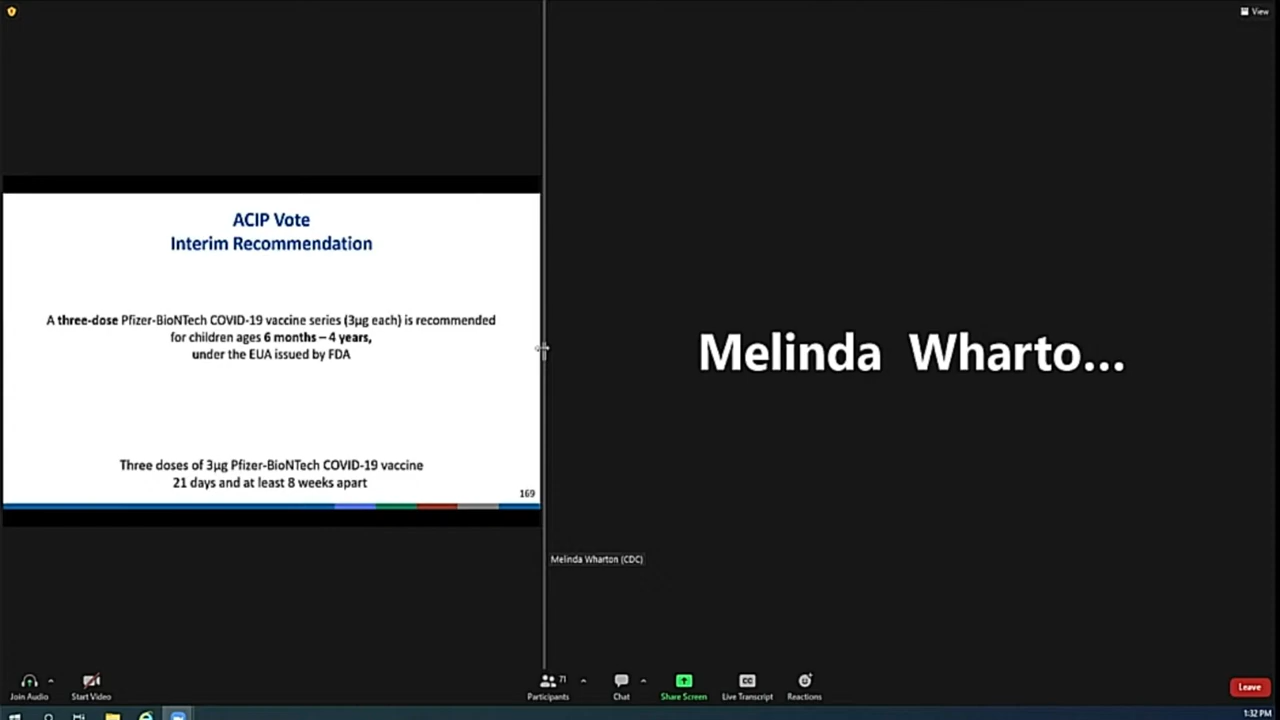 View
ACIP Vote
Interim Recommendation
A three-dose Pfizer-BioNTech COVID-19 vaccine series (3µg each) is recommended
for children ages 6 months – 4 years,
under the EUA issued by FDA
Three doses of 3µg Pfizer-BioNTech COVID-19 vaccine
21 days and at least 8 weeks apart
169
Melinda Wharto...
Melinda Wharton (CDC)
Join Audio
Start Video
71
Participants
Chat
Share Screen
CC
Live Transcript
Reactions
Leave
1:32 PM